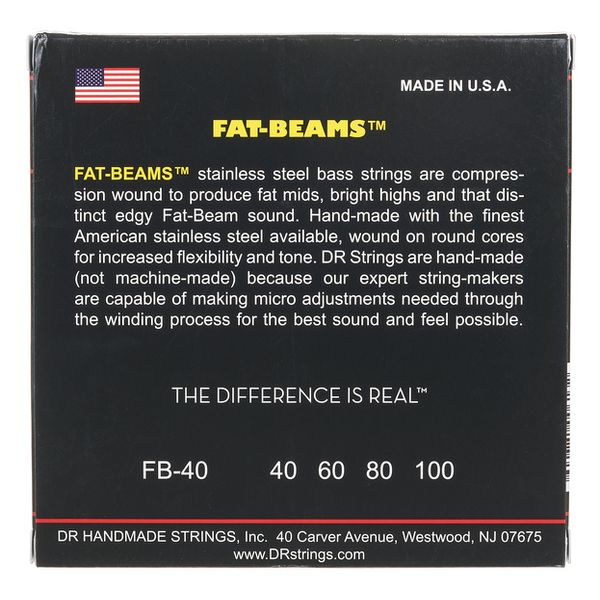 MADE IN U.S.A.
FAT-BEAMS™
FAT-BEAMS™ stainless steel bass strings are compres-
sion wound to produce fat mids, bright highs and that dis-
tinct edgy Fat-Beam sound. Hand-made with the finest
American stainless steel available, wound on round cores
for increased flexibility and tone. DR Strings are hand-made
(not machine-made) because our expert string-makers
are capable of making micro adjustments needed through
the winding process for the best sound and feel possible.
THE DIFFERENCE IS REAL™
FB-40 40 60 80 100
DR HANDMADE STRINGS, Inc. 40 Carver Avenue, Westwood, NJ 07675
www.DRstrings.com